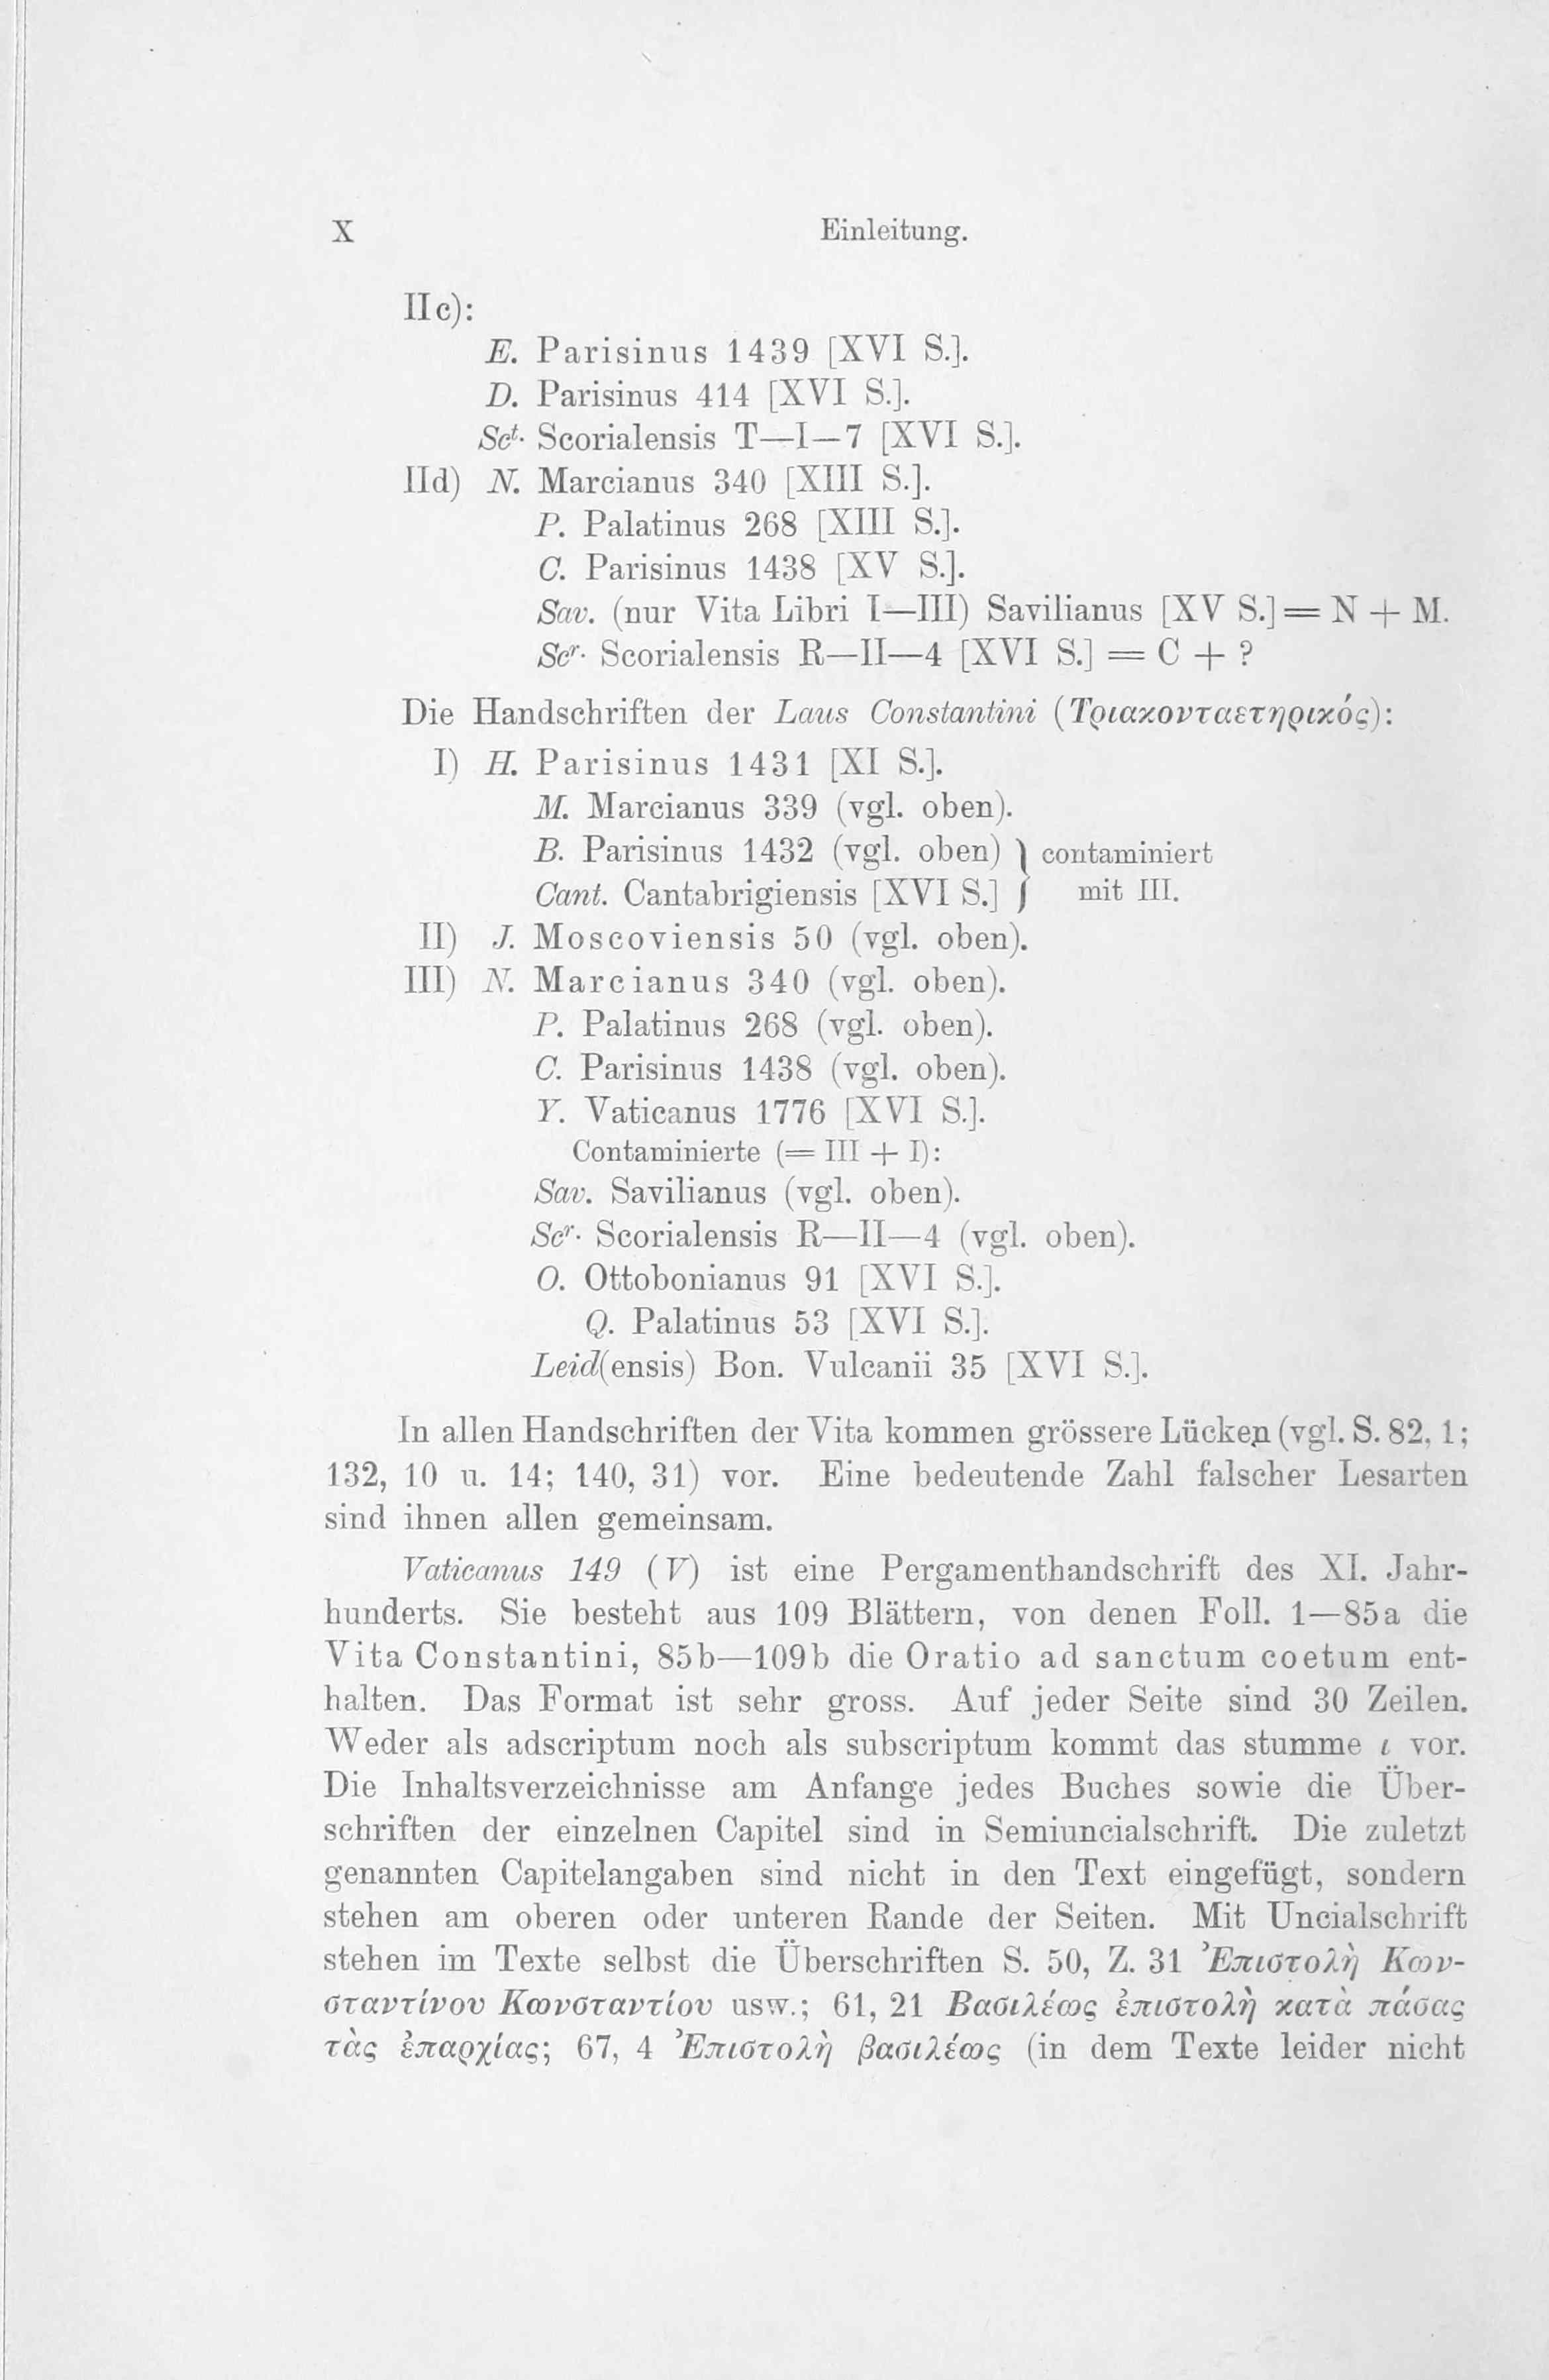 X Einleitung.
IIc):
E. Parisinus 1439 [XVI S.].
D. Parisinus 414 [XVI S.].
Scᵗ· Scorialensis T—I—7 [XVI S.].
IId) N. Marcianus 340 [XIII S.].
P. Palatinus 268 [XIII S.].
C. Parisinus 1438 [XV S.].
Sav. (nur Vita Libri I—III) Savilianus [XV S.] = N + M.
Scʳ· Scorialensis R—II—4 [XVI S.] = C + ?
Die Handschriften der Laus Constantini (Τριακονταετηρικός):
I) H. Parisinus 1431 [XI S.].
M. Marcianus 339 (vgl. oben).
B. Parisinus 1432 (vgl. oben) } contaminiert
Cant. Cantabrigiensis [XVI S.] } mit III.
II) J. Moscoviensis 50 (vgl. oben).
III) N. Marcianus 340 (vgl. oben).
P. Palatinus 268 (vgl. oben).
C. Parisinus 1438 (vgl. oben).
Y. Vaticanus 1776 [XVI S.].
Contaminierte (= III + I):
Sav. Savilianus (vgl. oben).
Scʳ· Scorialensis R—II—4 (vgl. oben).
O. Ottobonianus 91 [XVI S.].
Q. Palatinus 53 [XVI S.].
Leid(ensis) Bon. Vulcanii 35 [XVI S.].
In allen Handschriften der Vita kommen grössere Lücken (vgl. S. 82, 1;
132, 10 u. 14; 140, 31) vor. Eine bedeutende Zahl falscher Lesarten
sind ihnen allen gemeinsam.
Vaticanus 149 (V) ist eine Pergamenthandschrift des XI. Jahr-
hunderts. Sie besteht aus 109 Blättern, von denen Foll. 1—85a die
Vita Constantini, 85b—109b die Oratio ad sanctum coetum ent-
halten. Das Format ist sehr gross. Auf jeder Seite sind 30 Zeilen.
Weder als adscriptum noch als subscriptum kommt das stumme ι vor.
Die Inhaltsverzeichnisse am Anfange jedes Buches sowie die Über-
schriften der einzelnen Capitel sind in Semiuncialschrift. Die zuletzt
genannten Capitelangaben sind nicht in den Text eingefügt, sondern
stehen am oberen oder unteren Rande der Seiten. Mit Uncialschrift
stehen im Texte selbst die Überschriften S. 50, Z. 31 Ἐπιστολὴ Κων-
σταντίνου Κωνσταντίου usw.; 61, 21 Βασιλέως ἐπιστολὴ κατὰ πάσας
τὰς ἐπαρχίας; 67, 4 Ἐπιστολὴ βασιλέως (in dem Texte leider nicht